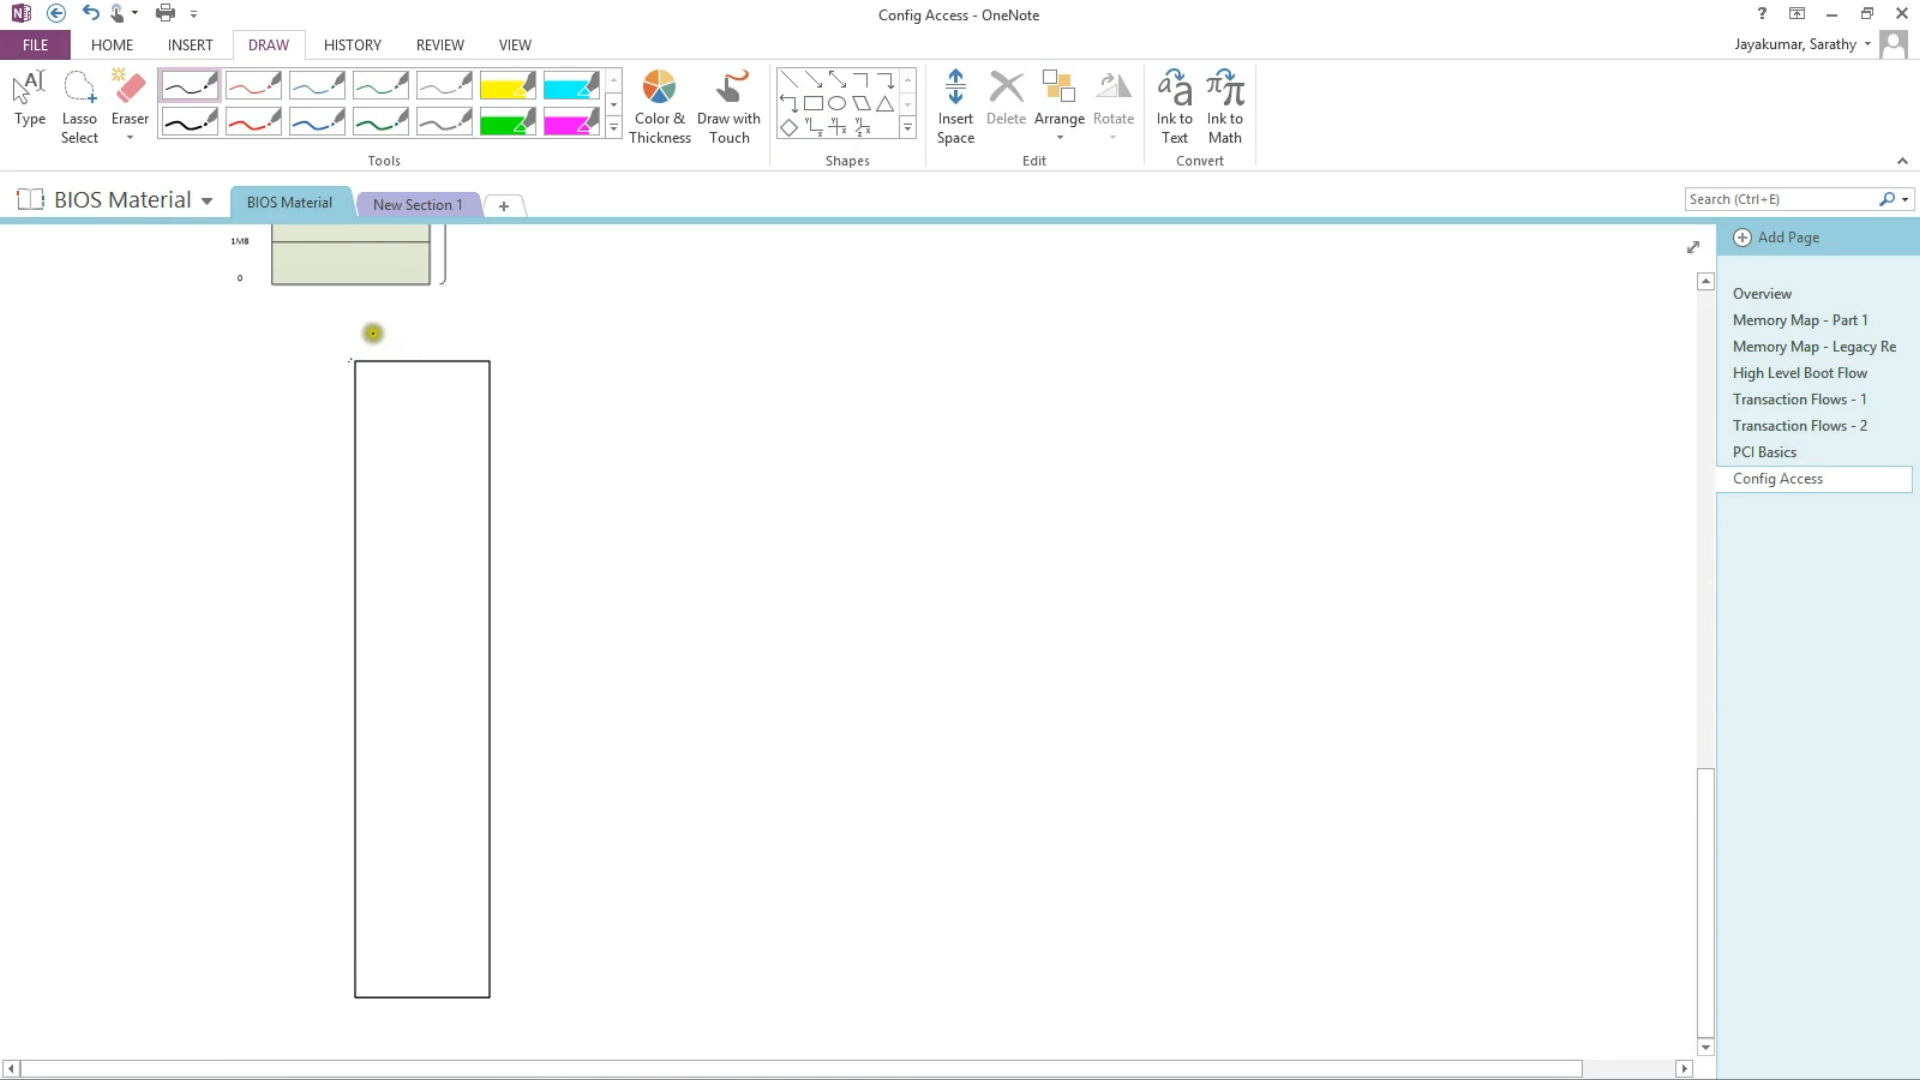 Config Access - OneNote
?
Jayakumar, Sarathy
FILE HOME INSERT DRAW HISTORY REVIEW VIEW
Type
Lasso Select
Eraser
Color & Thickness
Draw with Touch
Insert Space
Delete
Arrange
Rotate
Ink to Text
Ink to Math
Tools
Shapes
Edit
Convert
BIOS Material
BIOS Material
New Section 1
Search (Ctrl+E)
Add Page
1MB
0
Overview
Memory Map - Part 1
Memory Map - Legacy Re
High Level Boot Flow
Transaction Flows - 1
Transaction Flows - 2
PCI Basics
Config Access